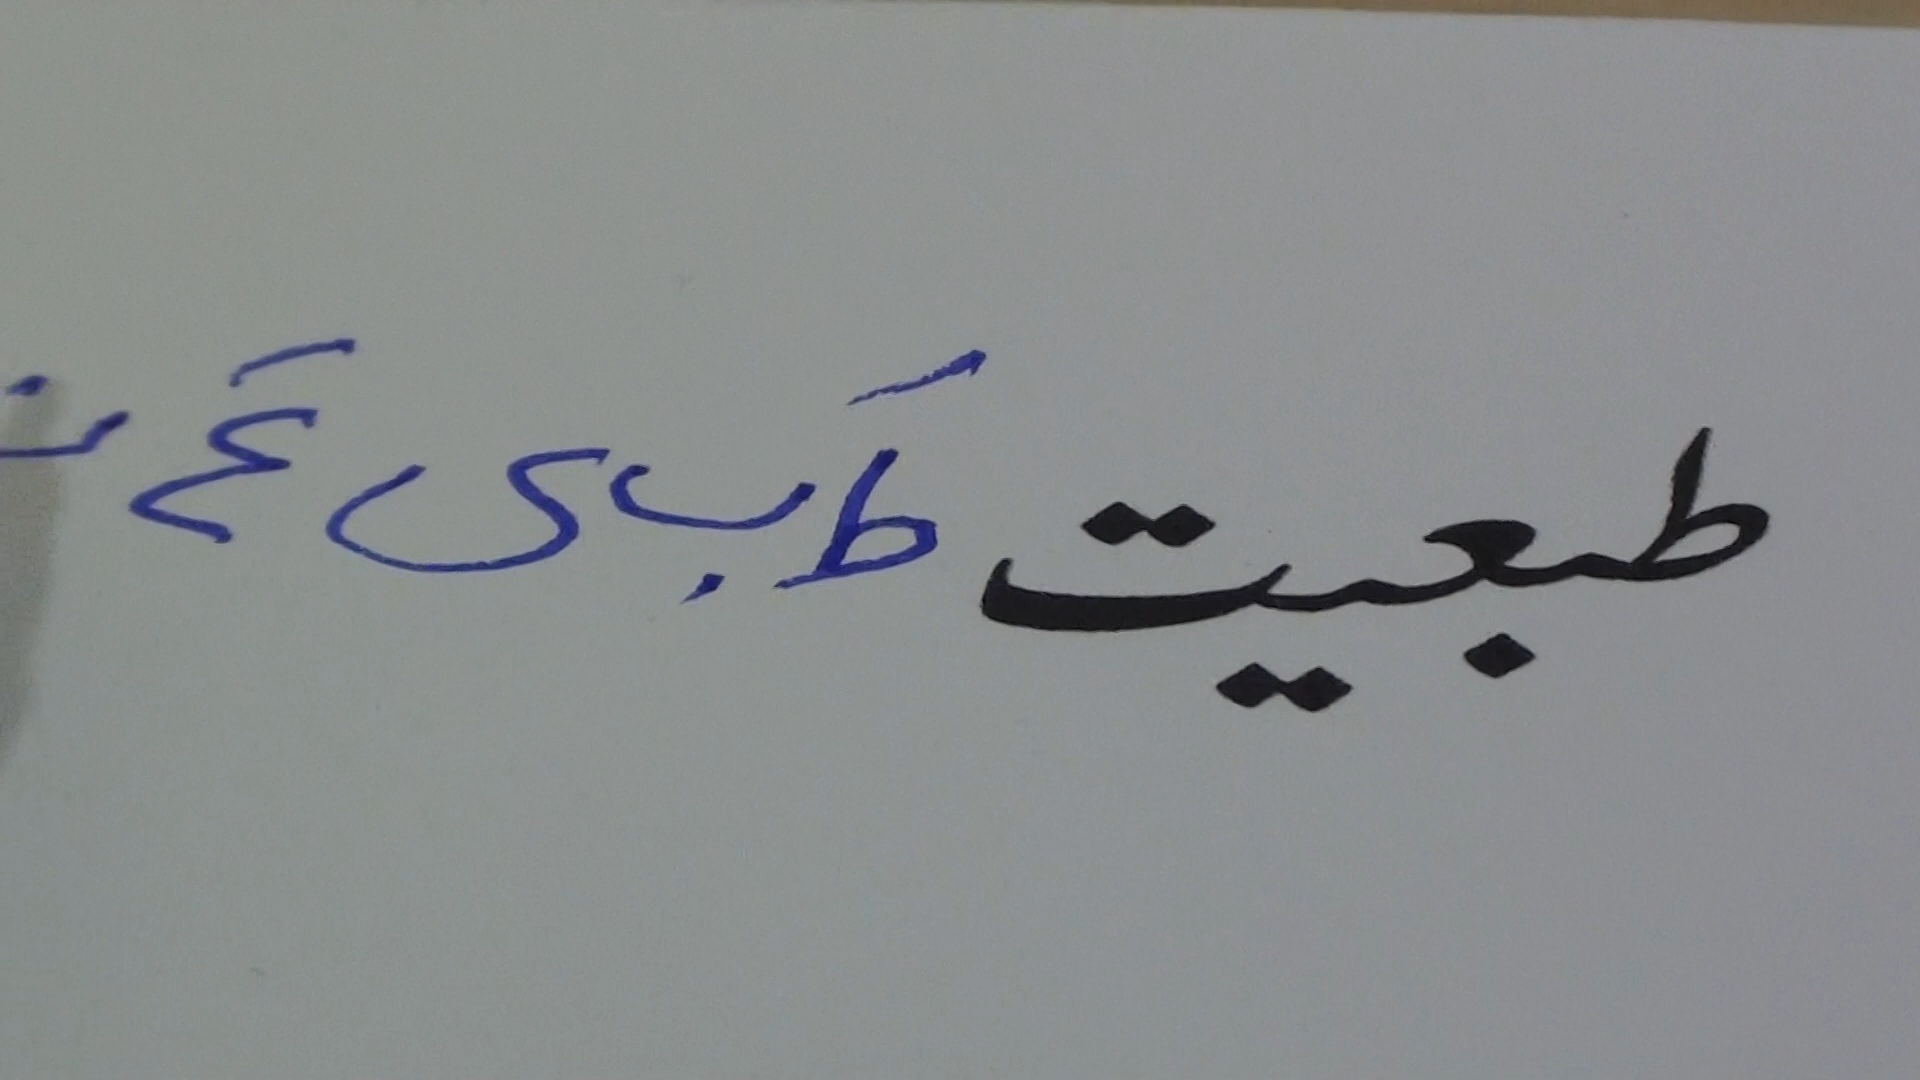 طبعیت طَ ب ی عَ ت